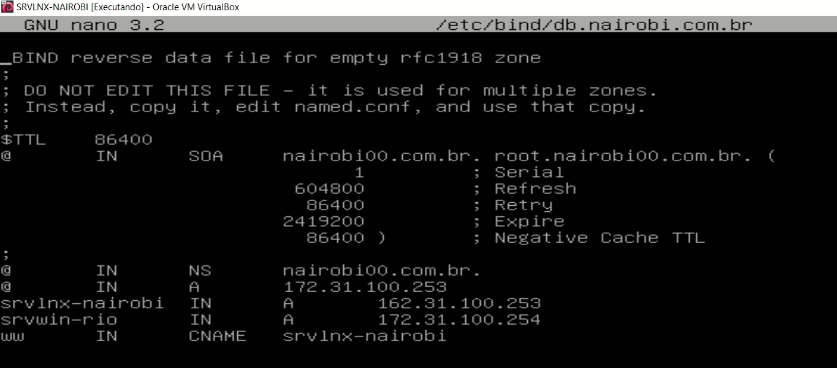 SRVLNX-NAIROBI [Executando] - Oracle VM VirtualBox
GNU nano 3.2 /etc/bind/db.nairobi.com.br
_BIND reverse data file for empty rfc1918 zone
;
; DO NOT EDIT THIS FILE - it is used for multiple zones.
; Instead, copy it, edit named.conf, and use that copy.
;
$TTL 86400
@ IN SOA nairobi00.com.br. root.nairobi00.com.br. (
1 ; Serial
604800 ; Refresh
86400 ; Retry
2419200 ; Expire
86400 ) ; Negative Cache TTL
;
@ IN NS nairobi00.com.br.
@ IN A 172.31.100.253
srvlnx-nairobi IN A 162.31.100.253
srvwin-rio IN A 172.31.100.254
ww IN CNAME srvlnx-nairobi